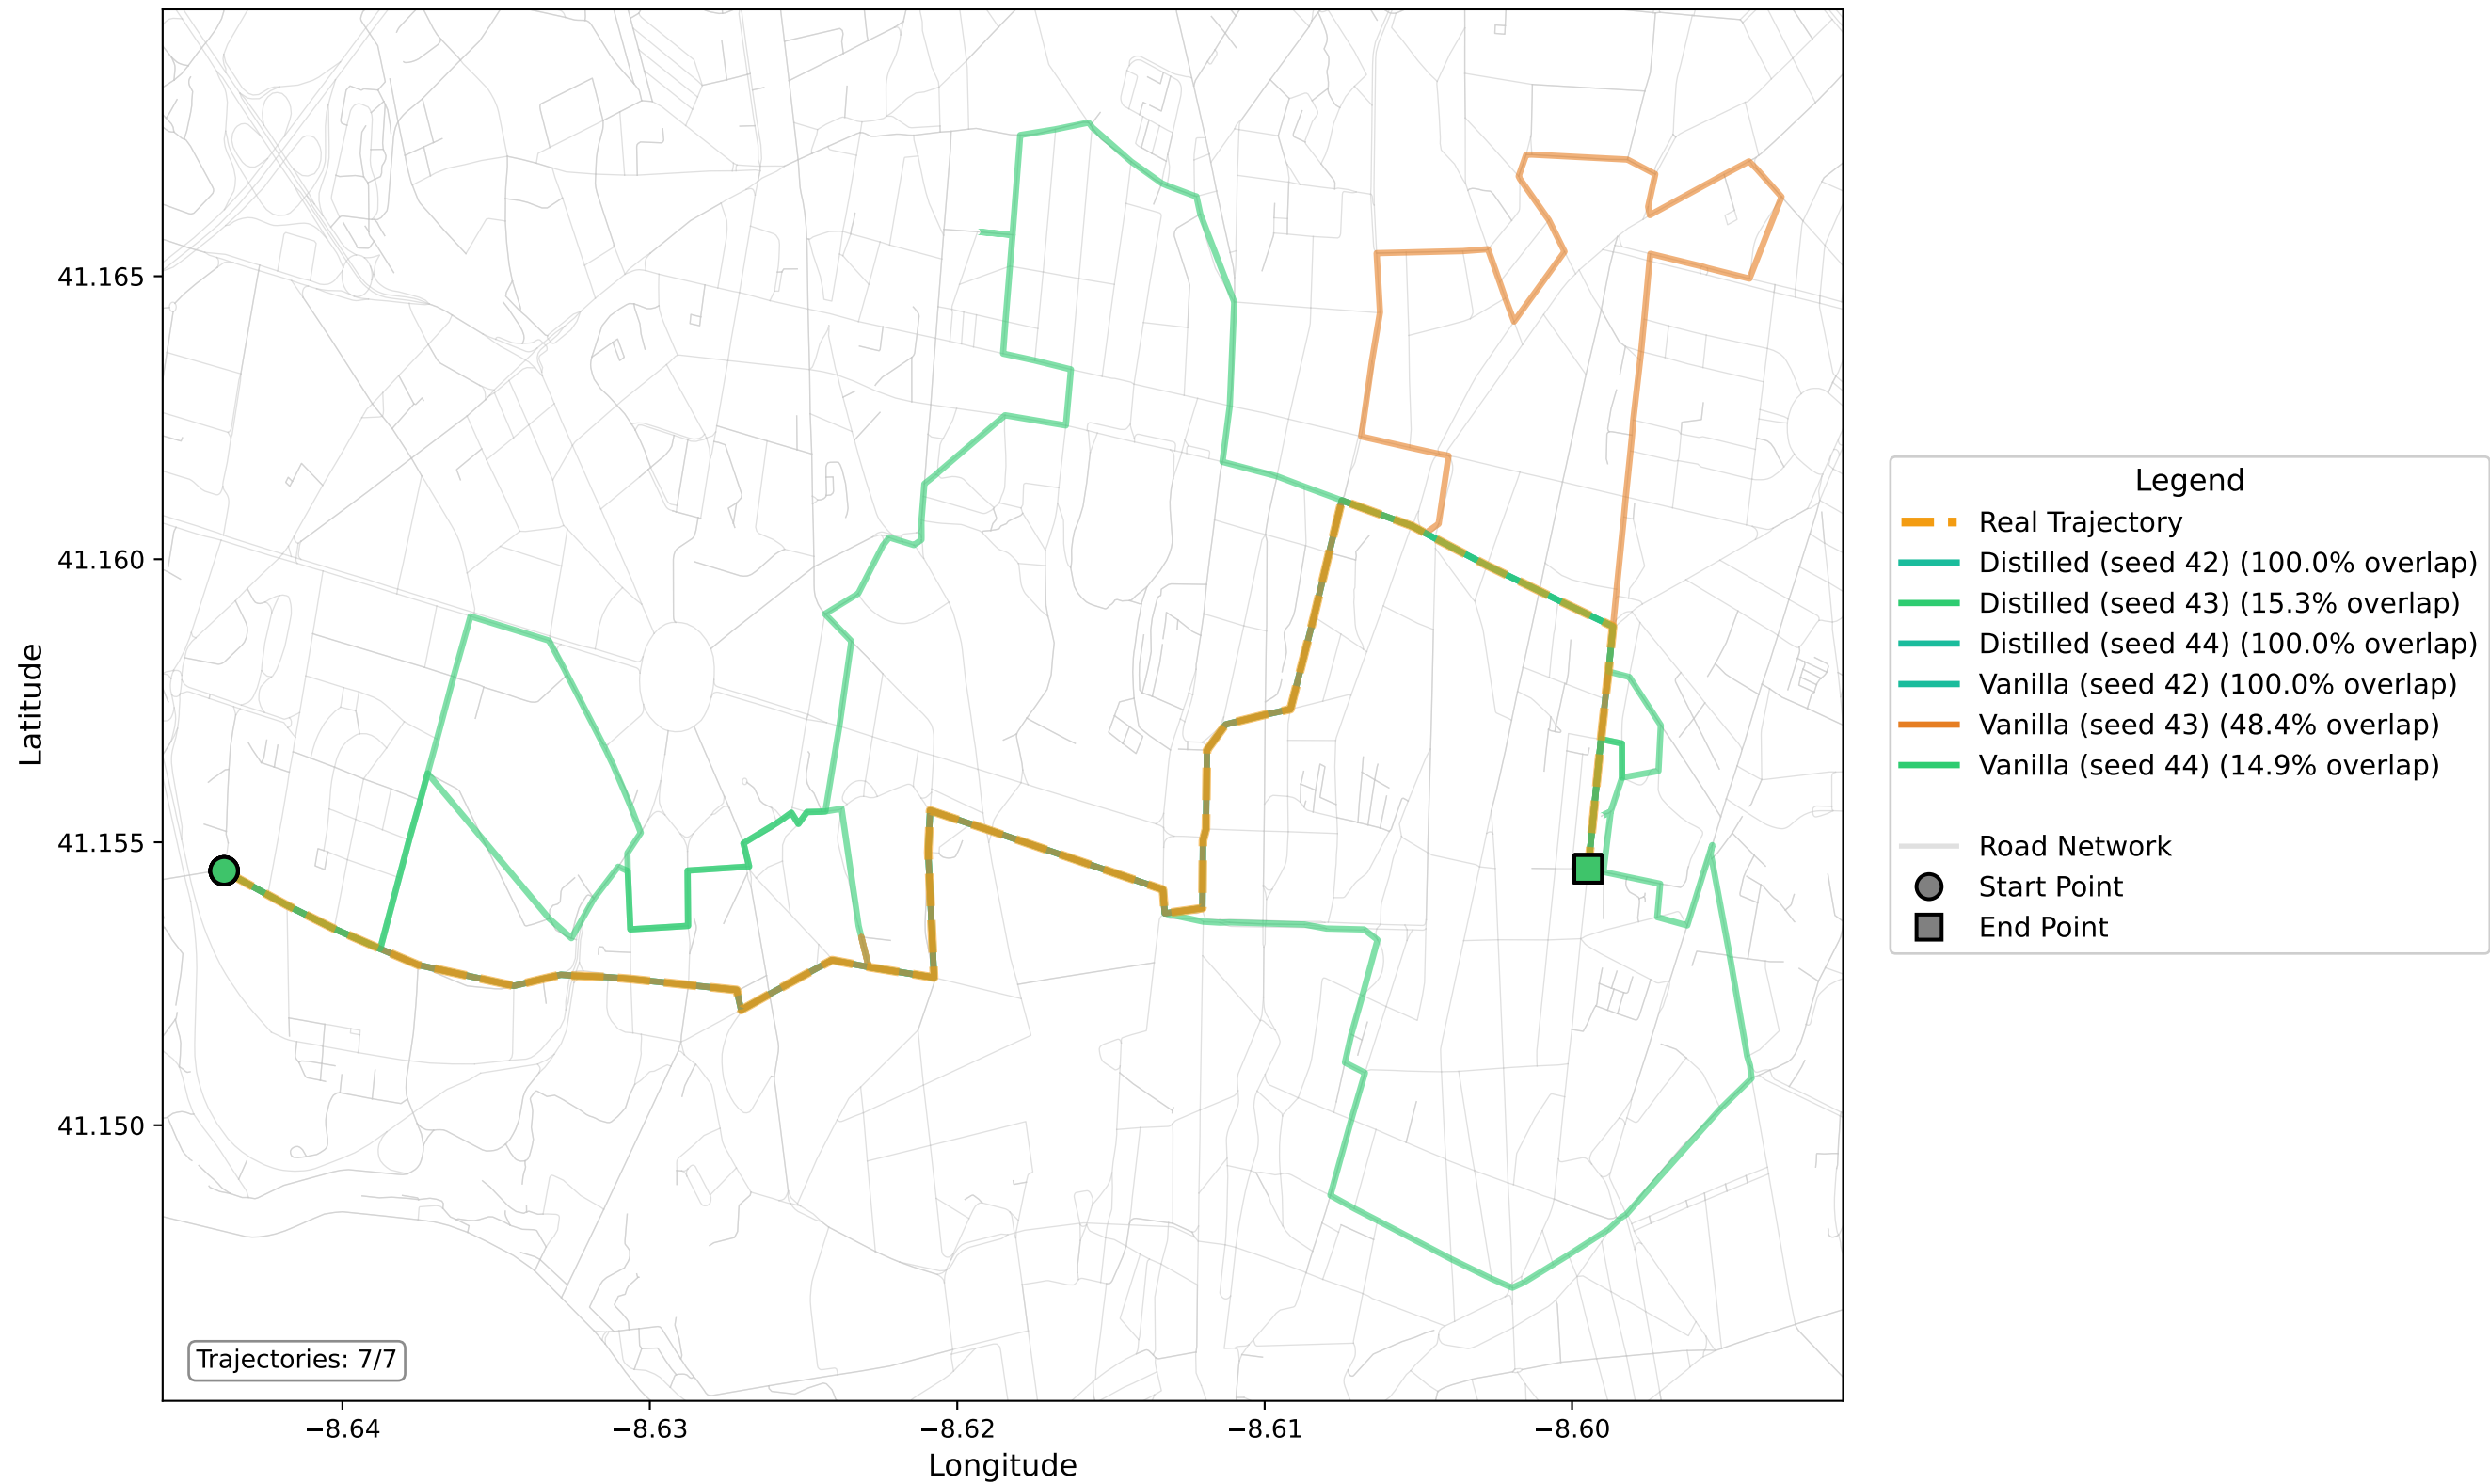 41.165
41.160
41.155
41.150
Latitude
−8.64
−8.63
−8.62
−8.61
−8.60
Longitude
Trajectories: 7/7
Legend
Real Trajectory
Distilled (seed 42) (100.0% overlap)
Distilled (seed 43) (15.3% overlap)
Distilled (seed 44) (100.0% overlap)
Vanilla (seed 42) (100.0% overlap)
Vanilla (seed 43) (48.4% overlap)
Vanilla (seed 44) (14.9% overlap)
Road Network
Start Point
End Point